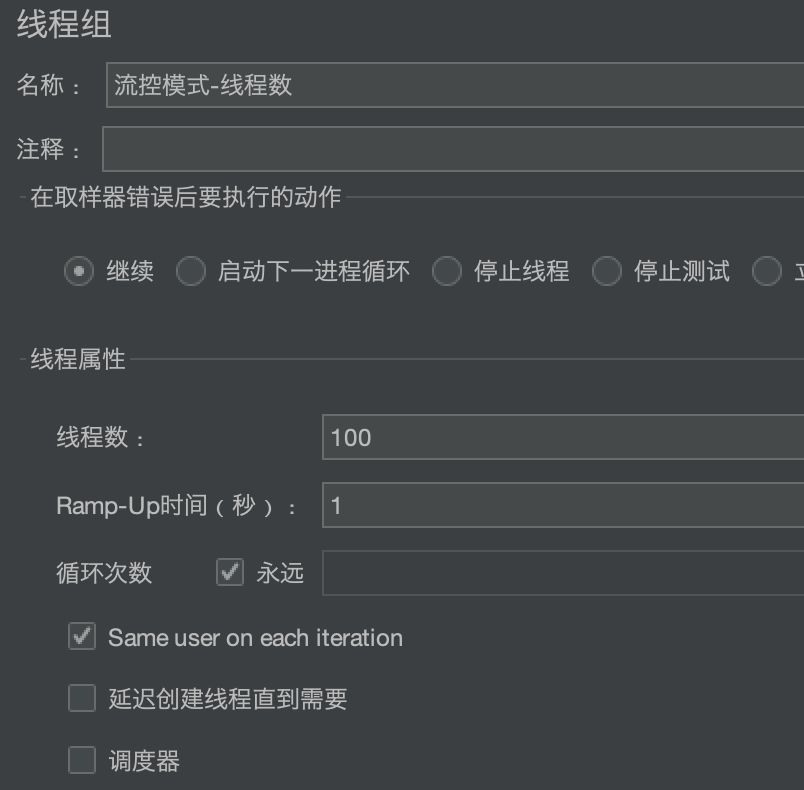 线程组
名称： 流控模式-线程数
注释：
在取样器错误后要执行的动作
继续 启动下一进程循环 停止线程 停止测试
线程属性
线程数： 100
Ramp-Up时间（秒）： 1
循环次数 永远
Same user on each iteration
延迟创建线程直到需要
调度器